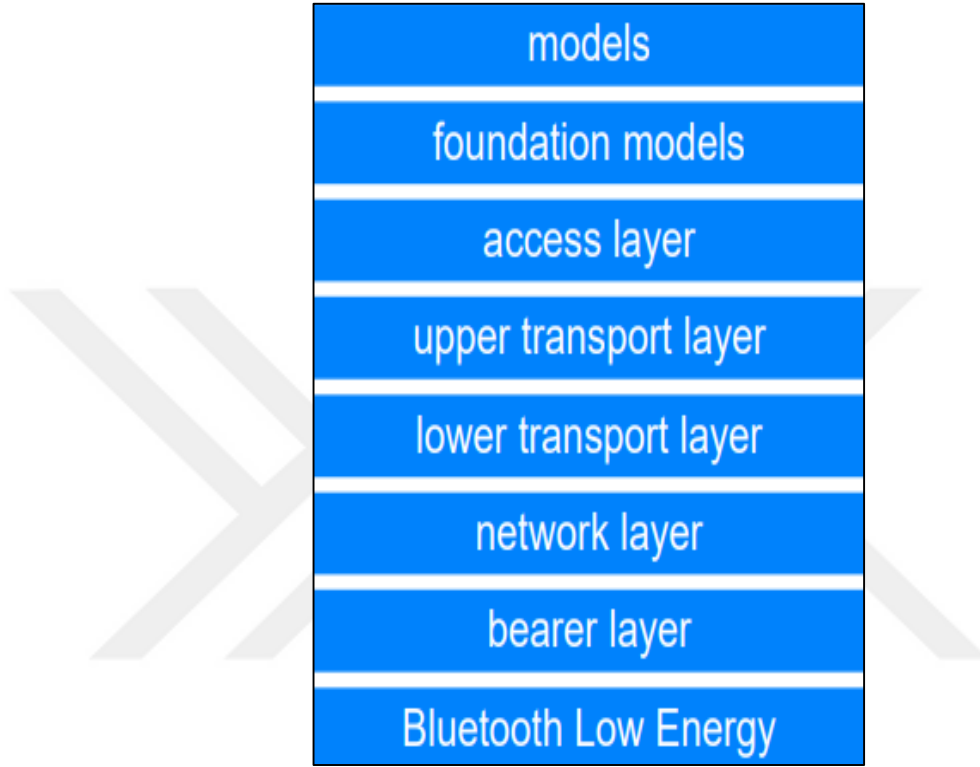 models
foundation models
access layer
upper transport layer
lower transport layer
network layer
bearer layer
Bluetooth Low Energy